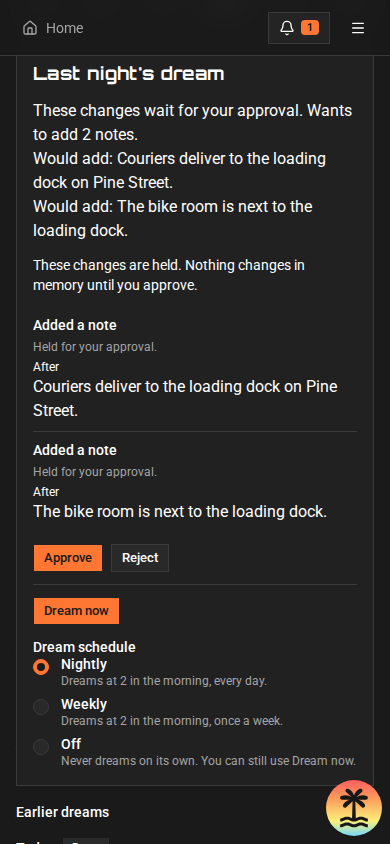 Home
1
Last night's dream
These changes wait for your approval. Wants
to add 2 notes.
Would add: Couriers deliver to the loading
dock on Pine Street.
Would add: The bike room is next to the
loading dock.
These changes are held. Nothing changes in
memory until you approve.
Added a note
Held for your approval.
After
Couriers deliver to the loading dock on Pine
Street.
Added a note
Held for your approval.
After
The bike room is next to the loading dock.
Approve
Reject
Dream now
Dream schedule
Nightly
Dreams at 2 in the morning, every day.
Weekly
Dreams at 2 in the morning, once a week.
Off
Never dreams on its own. You can still use Dream now.
Earlier dreams